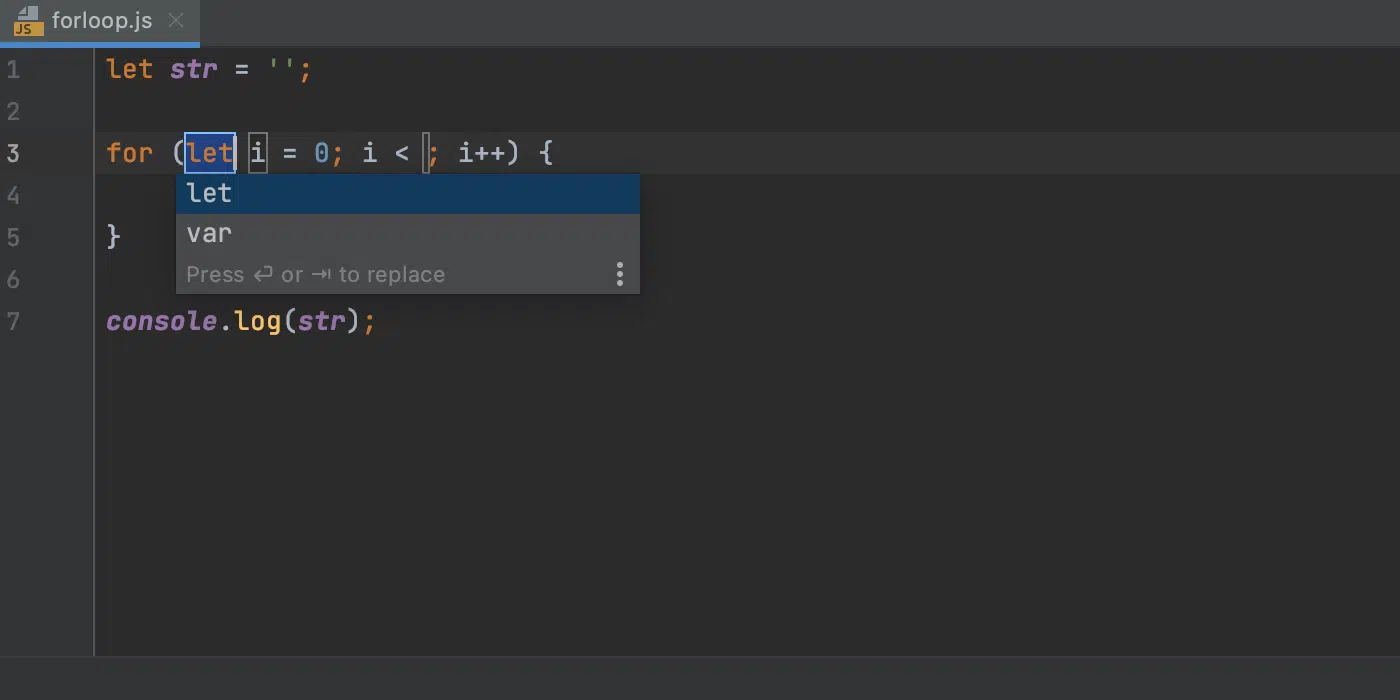 JS forloop.js
1 let str = '';
2
3 for (let i = 0; i < ; i++) {
let
4
var
5 }
Press ⏎ or ⇥ to replace
6
7 console.log(str);